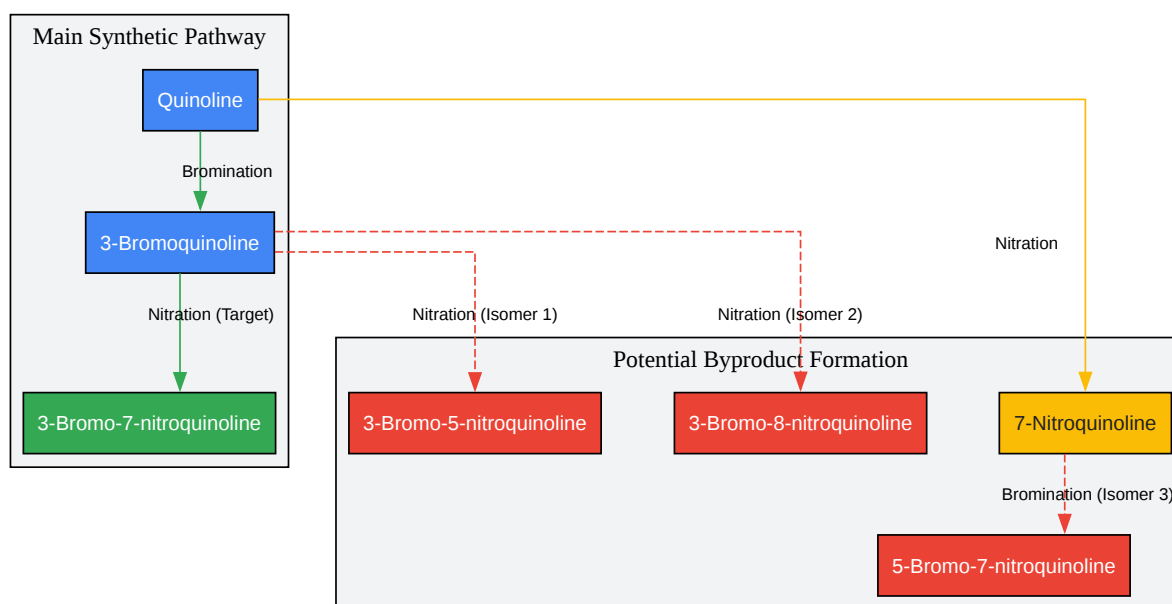 Main Synthetic Pathway
Quinoline
Bromination
3-Bromoquinoline
Nitration
Nitration (Target)
Nitration (Isomer 1)
Nitration (Isomer 2)
Potential Byproduct Formation
3-Bromo-7-nitroquinoline
3-Bromo-5-nitroquinoline
3-Bromo-8-nitroquinoline
7-Nitroquinoline
Bromination (Isomer 3)
5-Bromo-7-nitroquinoline